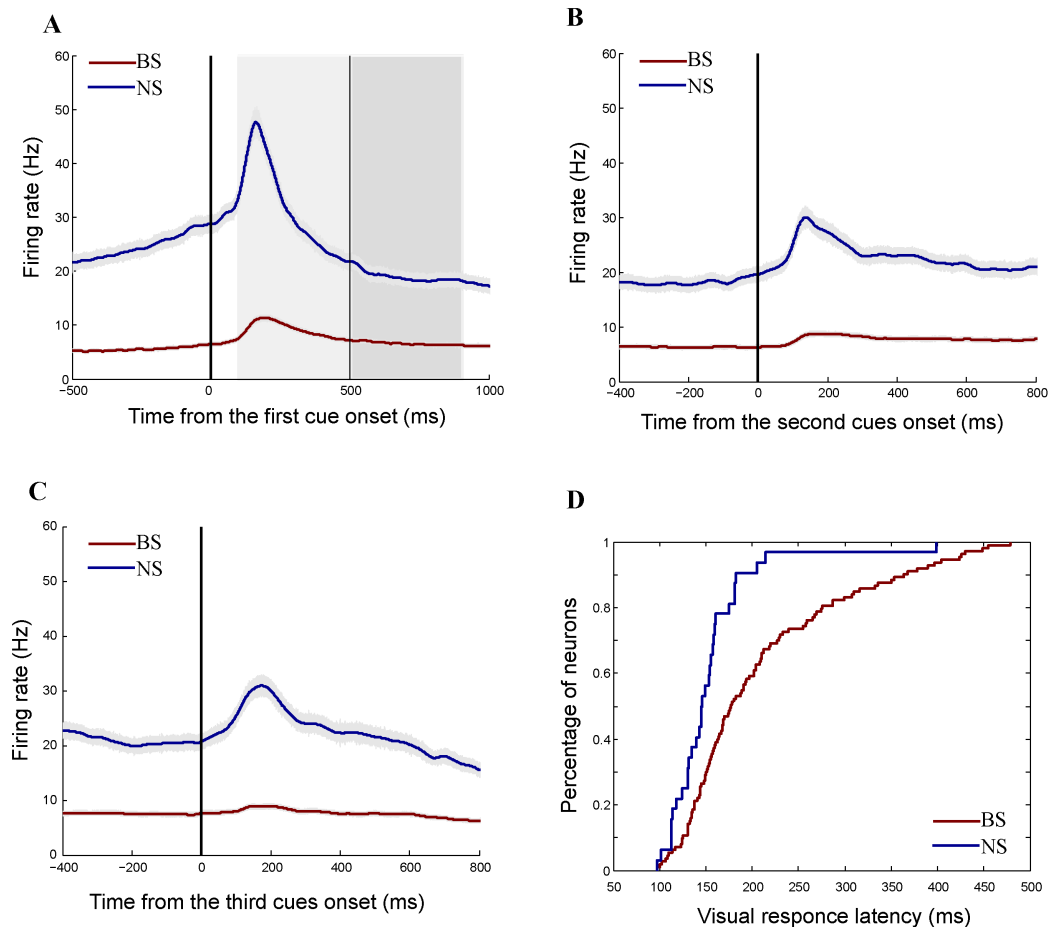 A
Firing rate (Hz)
60
50
40
30
20
10
0
BS
NS
−500 0 500 1000
Time from the first cue onset (ms)
B
Firing rate (Hz)
60
50
40
30
20
10
0
BS
NS
−400 −200 0 200 400 600 800
Time from the second cues onset (ms)
C
Firing rate (Hz)
60
50
40
30
20
10
0
BS
NS
−400 −200 0 200 400 600 800
Time from the third cues onset (ms)
D
Percentage of neurons
1
0.8
0.6
0.4
0.2
0
BS
NS
50 100 150 200 250 300 350 400 450 500
Visual responce latency (ms)